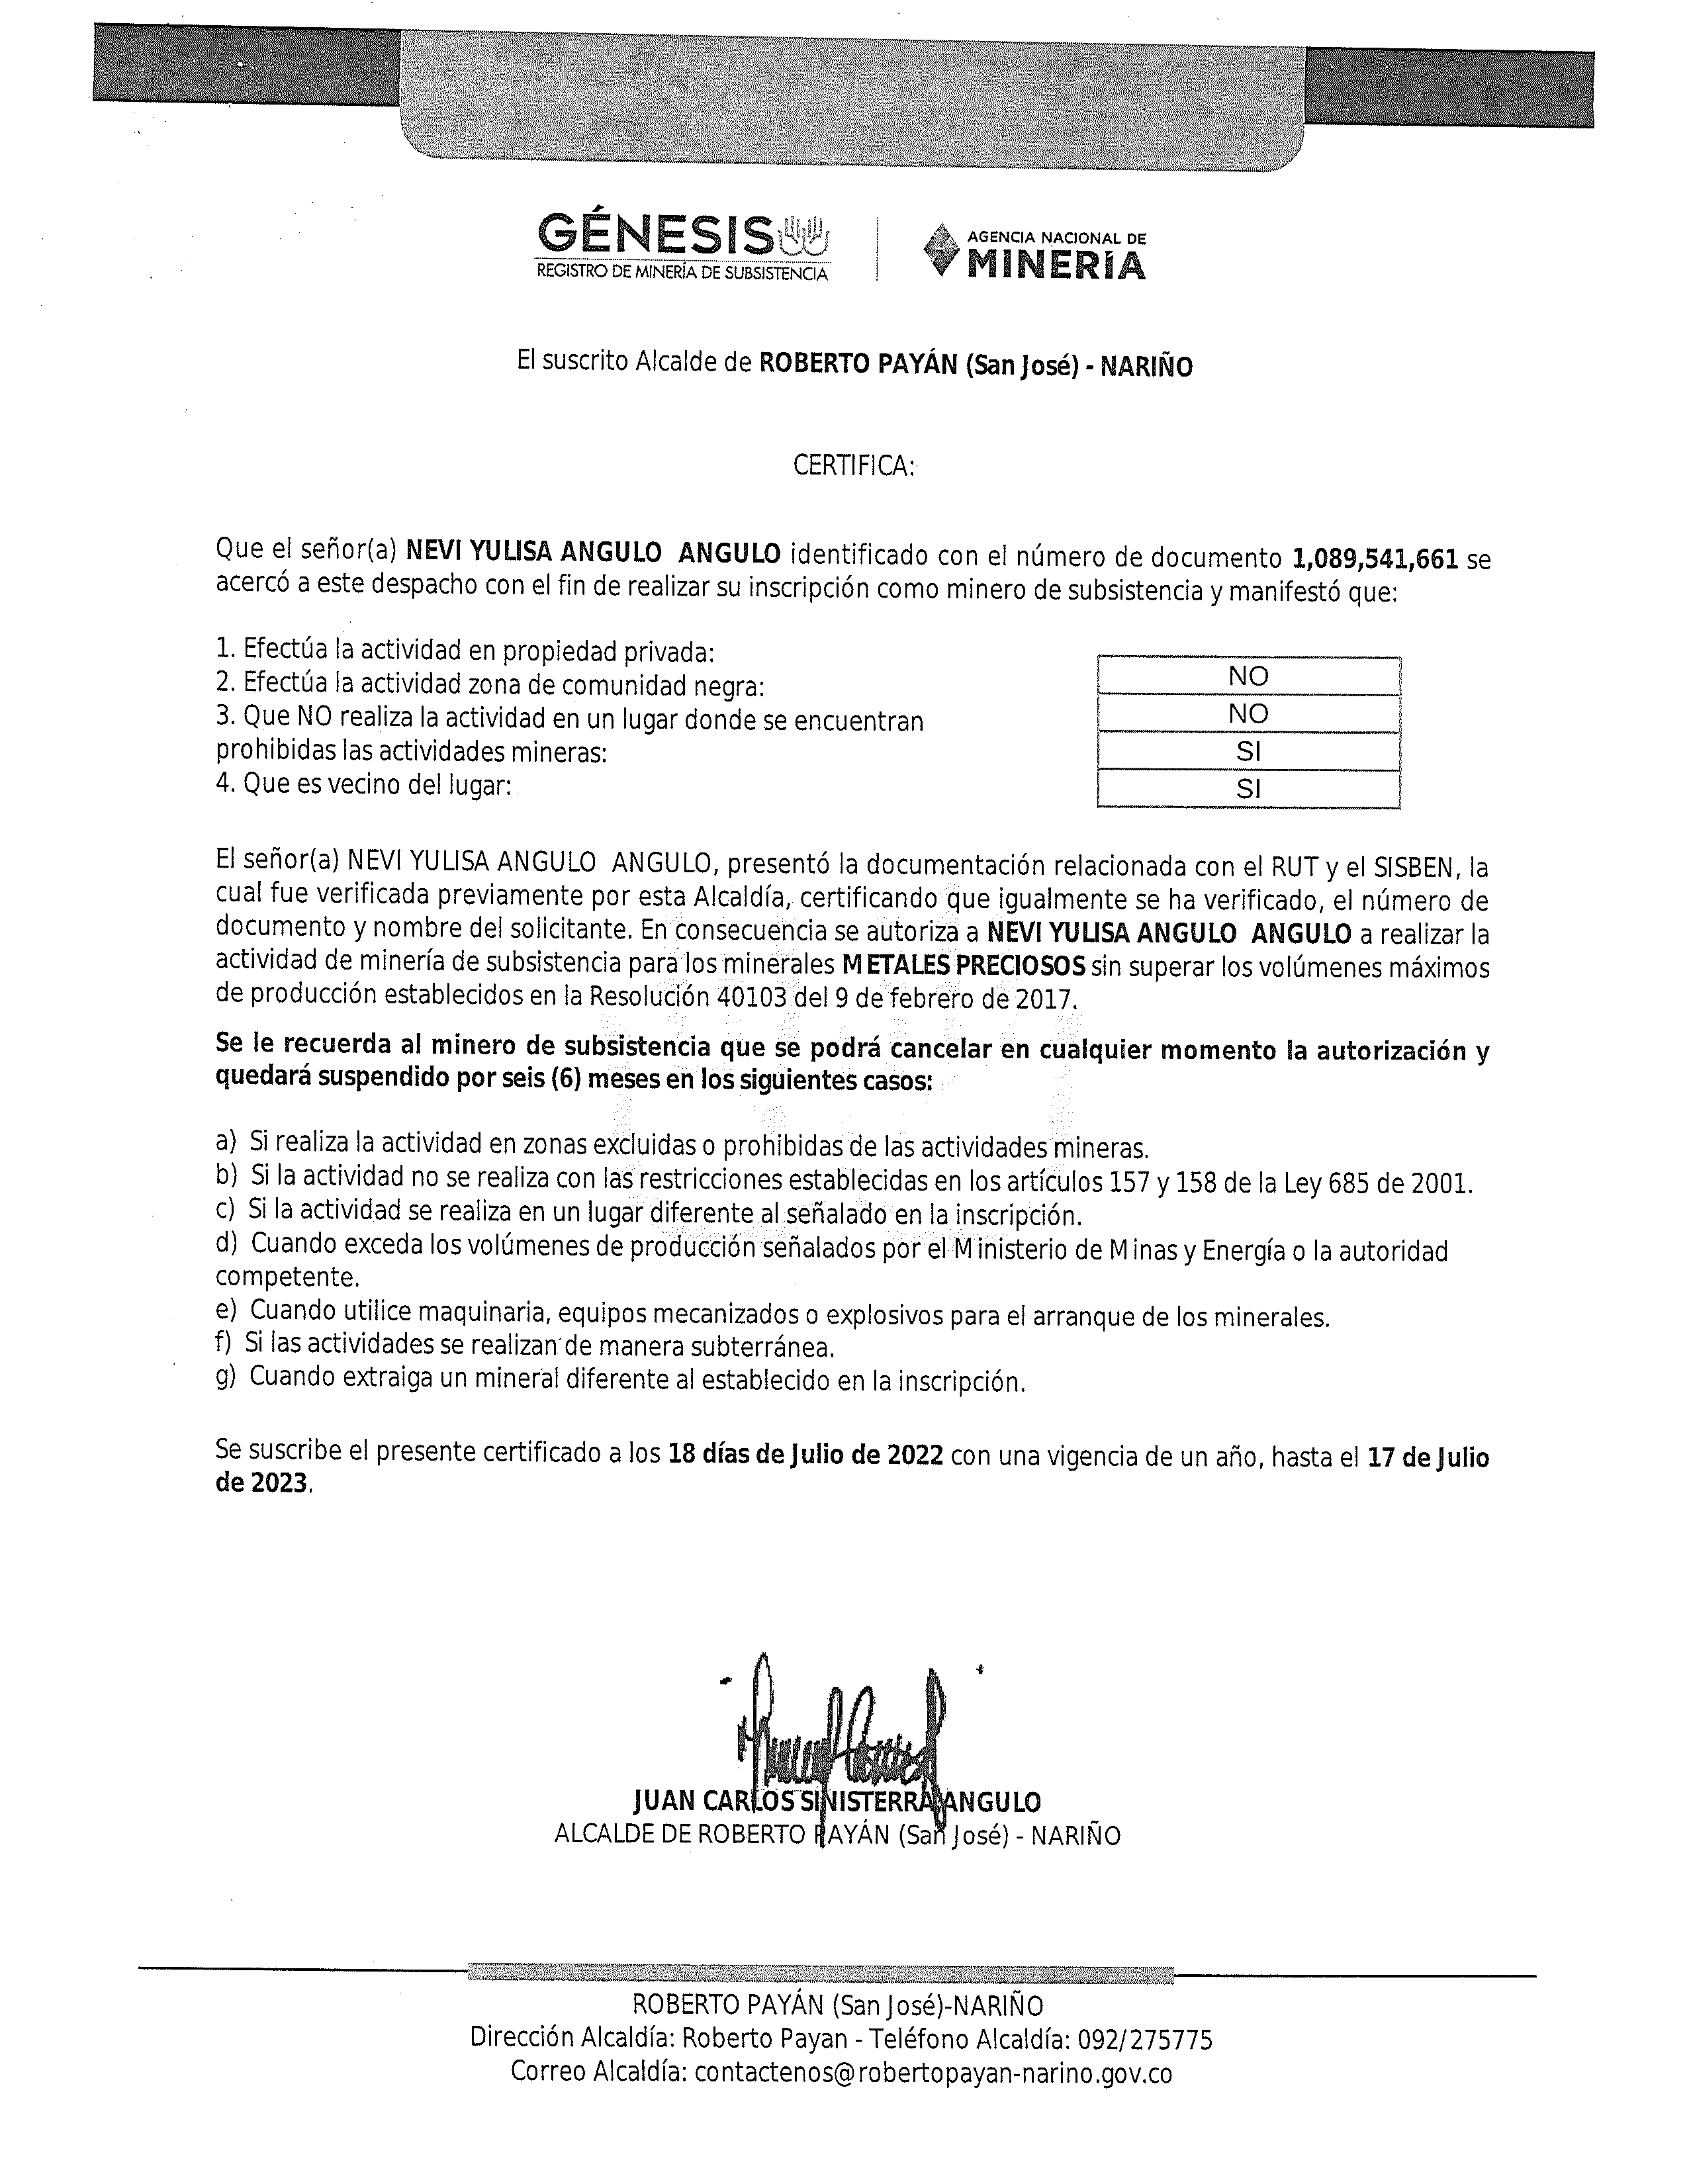 GÉNESIS
REGISTRO DE MINERÍA DE SUBSISTENCIA
AGENCIA NACIONAL DE
MINERÍA
El suscrito Alcalde de ROBERTO PAYÁN (San José) - NARIÑO
CERTIFICA:
Que el señor(a) NEVI YULISA ANGULO ANGULO identificado con el número de documento 1,089,541,661 se
acercó a este despacho con el fin de realizar su inscripción como minero de subsistencia y manifestó que:
1. Efectúa la actividad en propiedad privada:
NO
2. Efectúa la actividad zona de comunidad negra:
NO
3. Que NO realiza la actividad en un lugar donde se encuentran
prohibidas las actividades mineras:
SI
4. Que es vecino del lugar:
SI
El señor(a) NEVI YULISA ANGULO ANGULO, presentó la documentación relacionada con el RUT y el SISBEN, la
cual fue verificada previamente por esta Alcaldía, certificando que igualmente se ha verificado, el número de
documento y nombre del solicitante. En consecuencia se autoriza a NEVI YULISA ANGULO ANGULO a realizar la
actividad de minería de subsistencia para los minerales METALES PRECIOSOS sin superar los volúmenes máximos
de producción establecidos en la Resolución 40103 del 9 de febrero de 2017.
Se le recuerda al minero de subsistencia que se podrá cancelar en cualquier momento la autorización y
quedará suspendido por seis (6) meses en los siguientes casos:
a) Si realiza la actividad en zonas excluidas o prohibidas de las actividades mineras.
b) Si la actividad no se realiza con las restricciones establecidas en los artículos 157 y 158 de la Ley 685 de 2001.
c) Si la actividad se realiza en un lugar diferente al señalado en la inscripción.
d) Cuando exceda los volúmenes de producción señalados por el Ministerio de Minas y Energía o la autoridad
competente.
e) Cuando utilice maquinaria, equipos mecanizados o explosivos para el arranque de los minerales.
f) Si las actividades se realizan de manera subterránea.
g) Cuando extraiga un mineral diferente al establecido en la inscripción.
Se suscribe el presente certificado a los 18 días de Julio de 2022 con una vigencia de un año, hasta el 17 de Julio
de 2023.
JUAN CARLOS SINISTERRA ANGULO
ALCALDE DE ROBERTO PAYÁN (San José) - NARIÑO
ROBERTO PAYÁN (San José)-NARIÑO
Dirección Alcaldía: Roberto Payan - Teléfono Alcaldía: 092/275775
Correo Alcaldía: contactenos@robertopayan-narino.gov.co